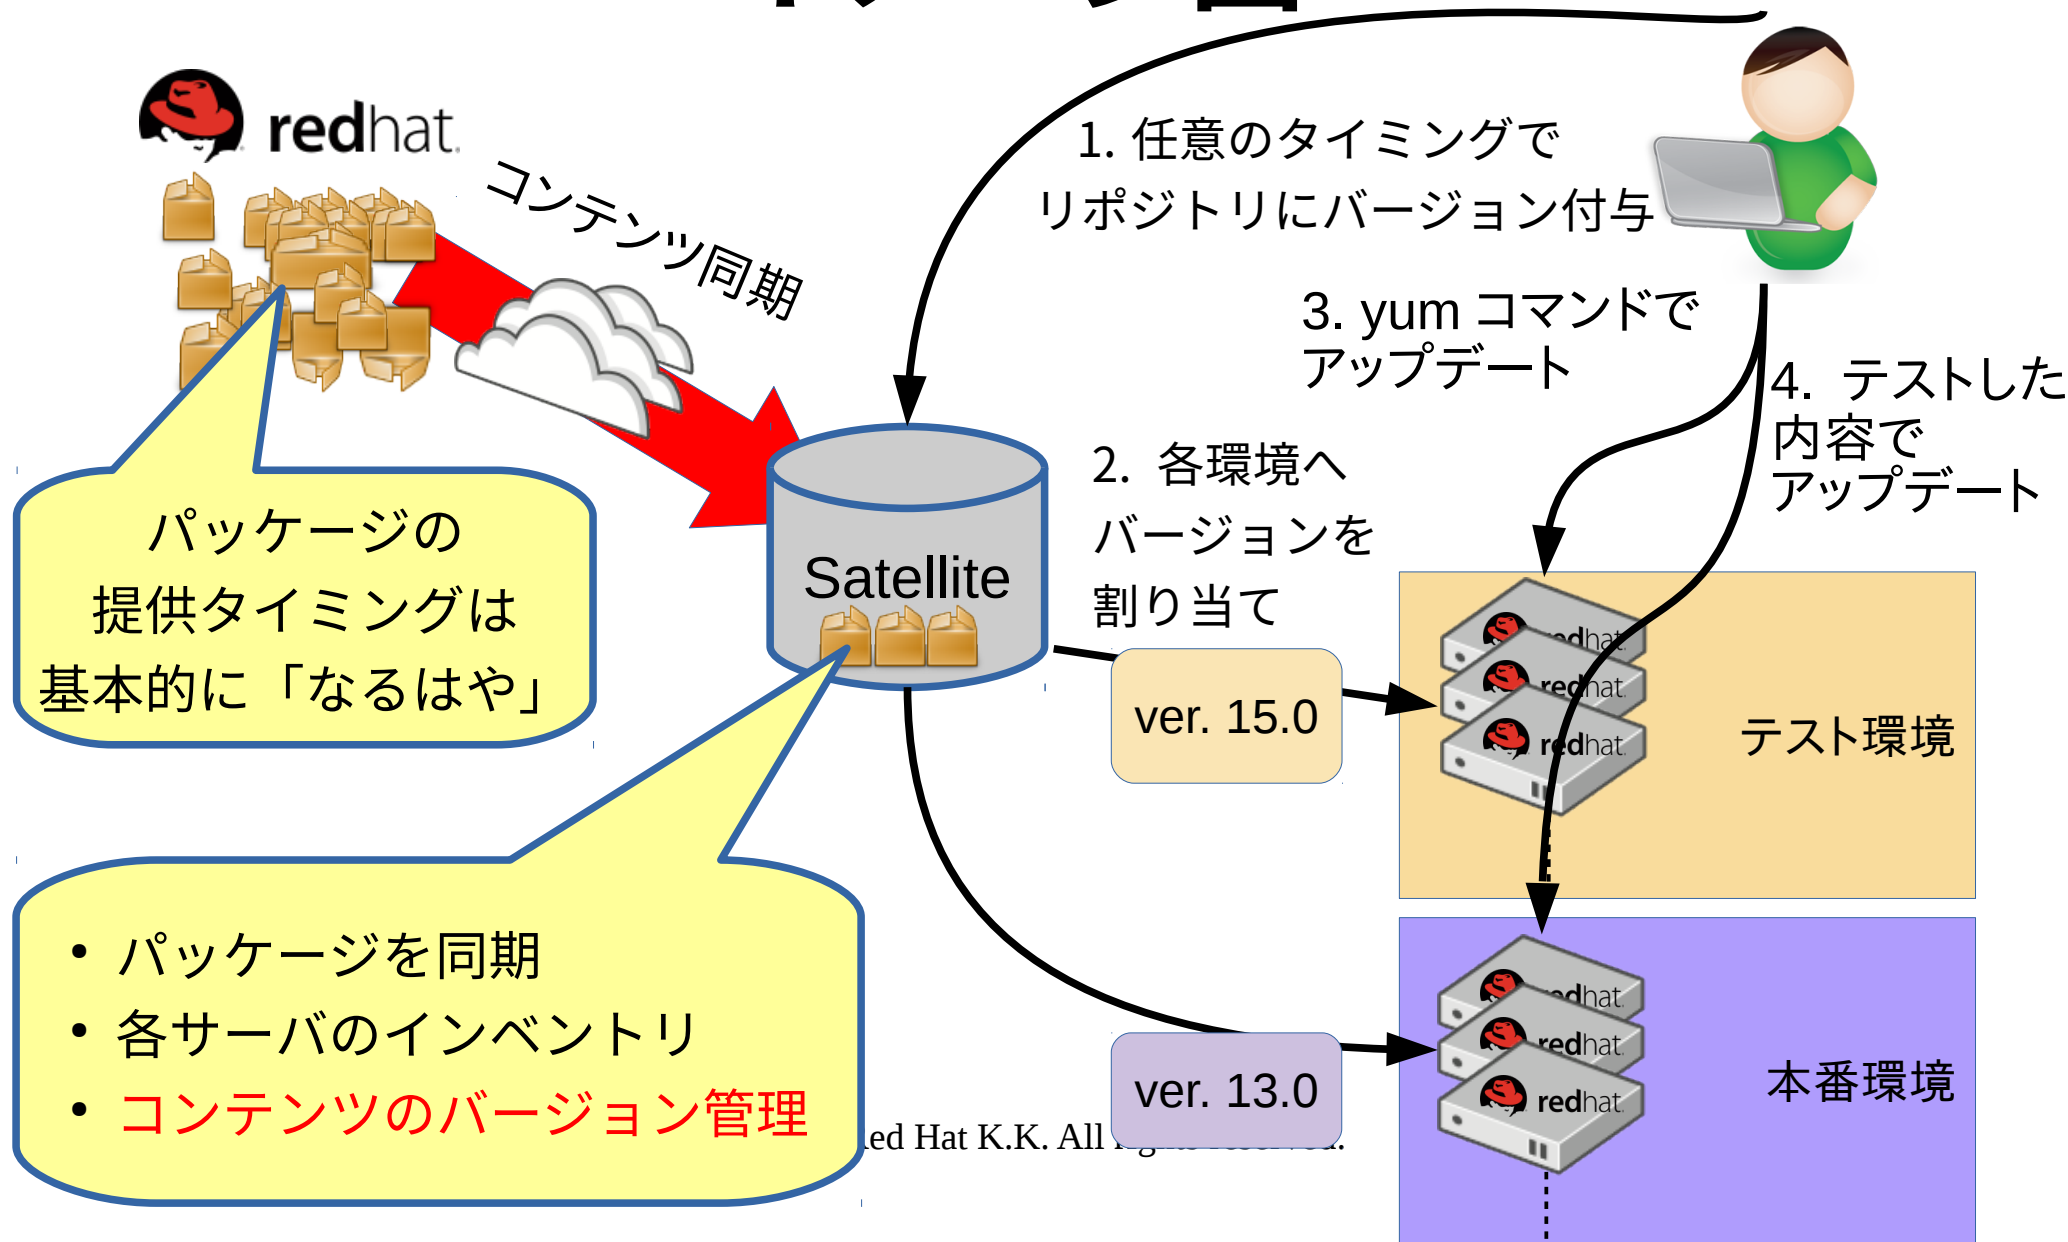 redhat.
コンテンツ同期
1. 任意のタイミングで
リポジトリにバージョン付与
3. yum コマンドで
アップデート
4. テストした
内容で
アップデート
2. 各環境へ
バージョンを
割り当て
パッケージの
提供タイミングは
基本的に「なるはや」
Satellite
ver. 15.0
redhat.
redhat.
redhat.
テスト環境
・パッケージを同期
・各サーバのインベントリ
・コンテンツのバージョン管理
ver. 13.0
redhat.
redhat.
redhat.
本番環境
Hat K.K. All